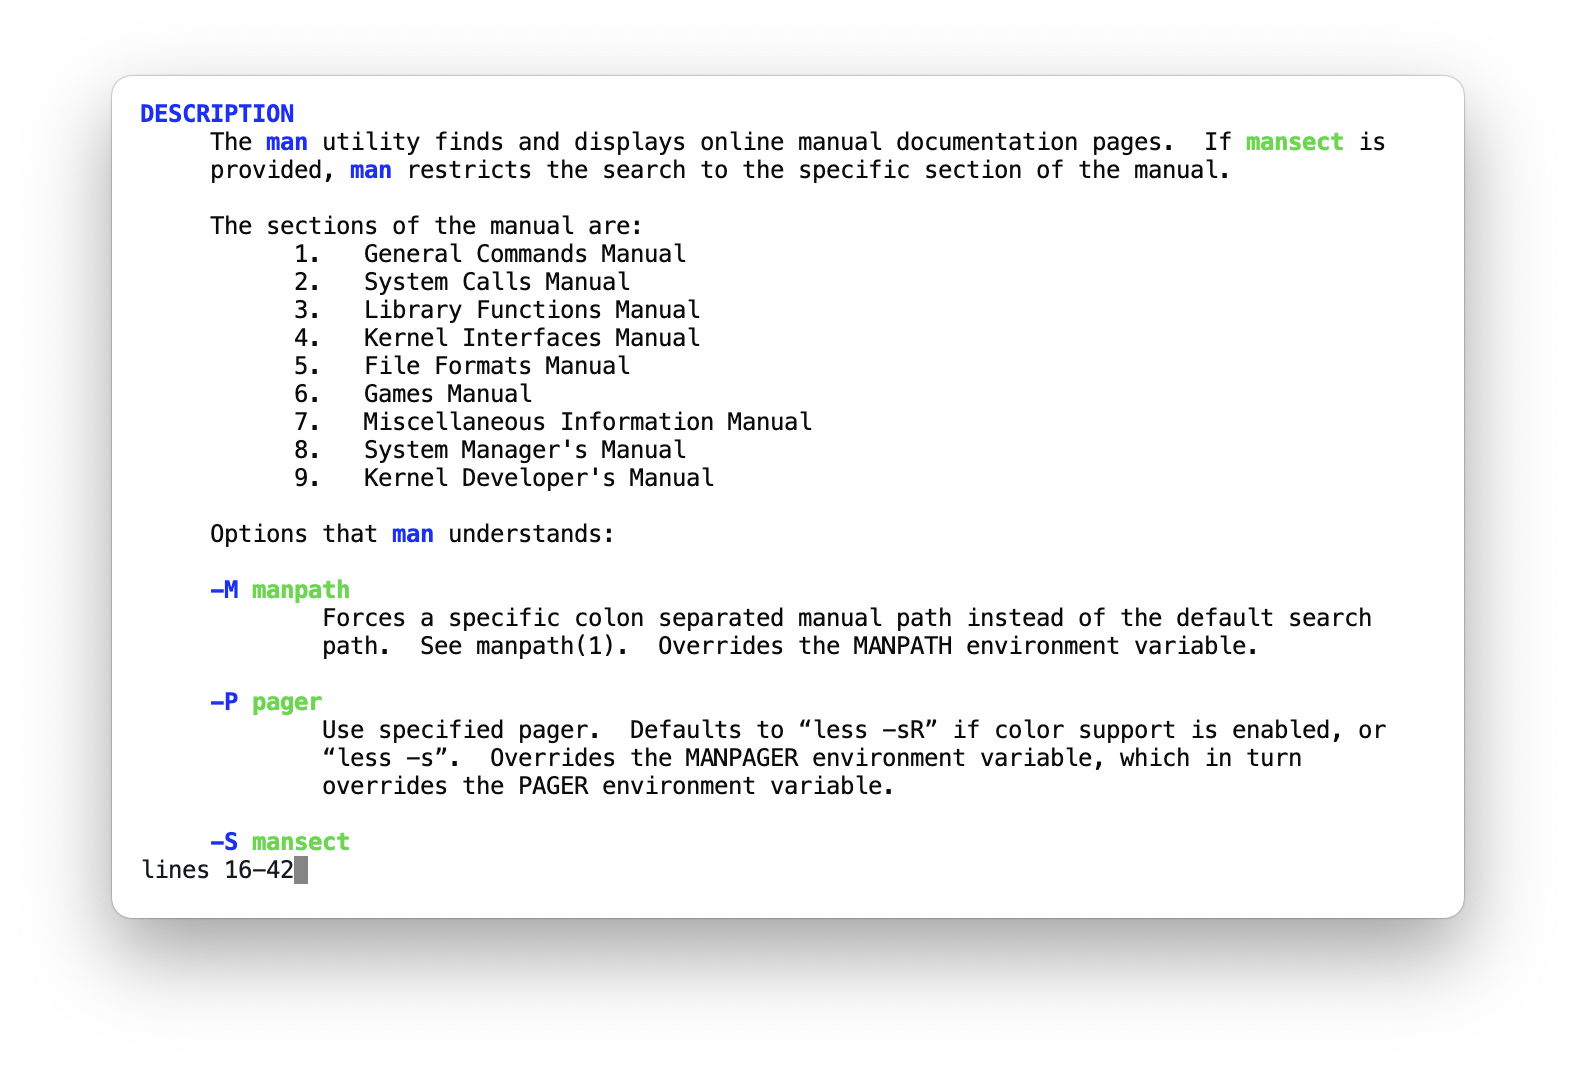 DESCRIPTION
The man utility finds and displays online manual documentation pages.  If mansect is
provided, man restricts the search to the specific section of the manual.
The sections of the manual are:
1.   General Commands Manual
2.   System Calls Manual
3.   Library Functions Manual
4.   Kernel Interfaces Manual
5.   File Formats Manual
6.   Games Manual
7.   Miscellaneous Information Manual
8.   System Manager's Manual
9.   Kernel Developer's Manual
Options that man understands:
-M manpath
Forces a specific colon separated manual path instead of the default search
path.  See manpath(1).  Overrides the MANPATH environment variable.
-P pager
Use specified pager.  Defaults to “less -sR” if color support is enabled, or
“less -s”.  Overrides the MANPAGER environment variable, which in turn
overrides the PAGER environment variable.
-S mansect
lines 16-42